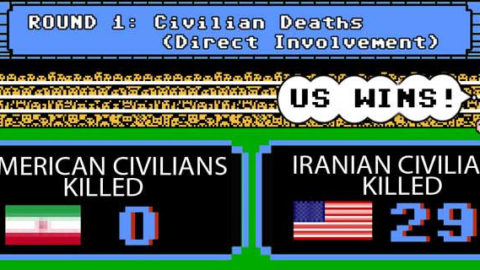 ROUND 1: Civilian Deaths
(Direct Involvement)
US WINS!
MERICAN CIVILIANS
KILLED
0
IRANIAN CIVILIA
KILLED
29